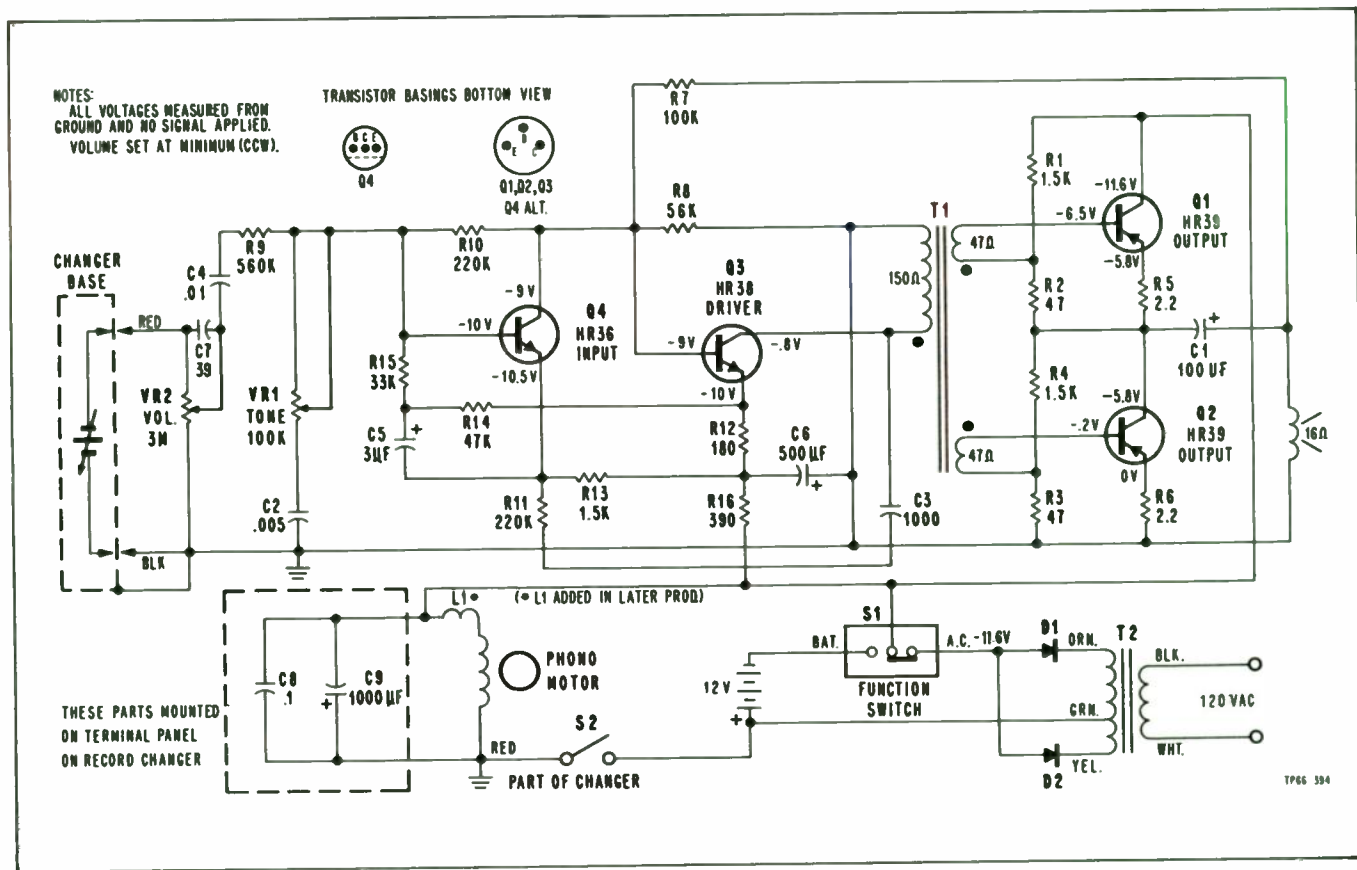 NOTES:
ALL VOLTAGES MEASURED FROM
GROUND AND NO SIGNAL APPLIED.
VOLUME SET AT MINIMUM (CCW).
TRANSISTOR BASINGS BOTTOM VIEW
B C E
Q4
B
E C
Q1,Q2,Q3
Q4 ALT.
R7
100K
R8
56K
T1
R1
1.5K
-11.6V
-6.5V
Q1
HR39
OUTPUT
-5.8V
47Ω
150Ω
R2
47
R5
2.2
C1
100UF
+
R4
1.5K
-5.8V
-.2V
Q2
HR39
OUTPUT
0V
47Ω
R3
47
R6
2.2
16Ω
CHANGER
BASE
RED
C4
.01
R9
560K
C7
39
VR2
VOL.
3M
VR1
TONE
100K
C2
.005
BLK
R10
220K
-9V
-10V
Q4
HR36
INPUT
-10.5V
R15
33K
R14
47K
C5
3UF
+
Q3
HR38
DRIVER
-9V
-.8V
-10V
R12
180
C6
500UF
+
R11
220K
R13
1.5K
R16
390
C3
1000
L1•
(• L1 ADDED IN LATER PROD)
C8
.1
C9
1000UF
+
PHONO
MOTOR
THESE PARTS MOUNTED
ON TERMINAL PANEL
ON RECORD CHANGER
RED
S2
PART OF CHANGER
12V
+
BAT.
S1
A.C.
-11.6V
FUNCTION
SWITCH
D1
ORN.
T2
BLK.
120VAC
GRN.
D2
YEL.
WHT.
TP66 394